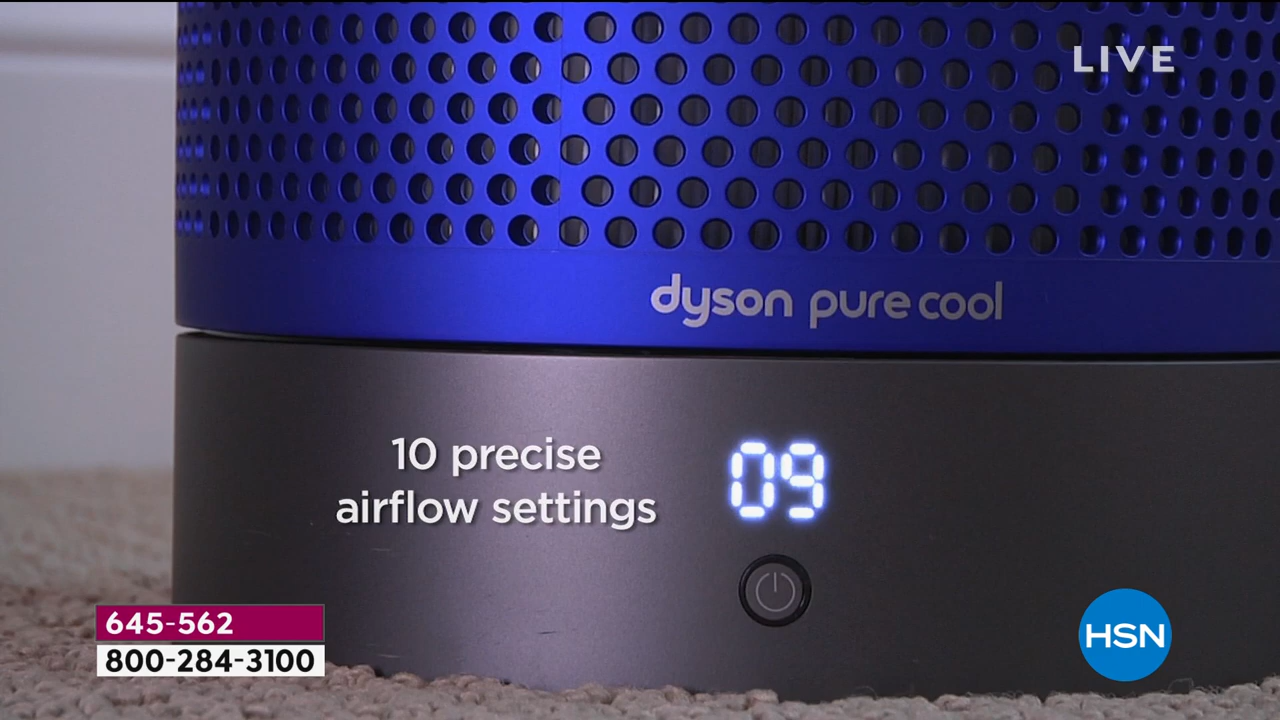 LIVE
dyson pure cool
10 precise
airflow settings
09
645-562
800-284-3100
HSN